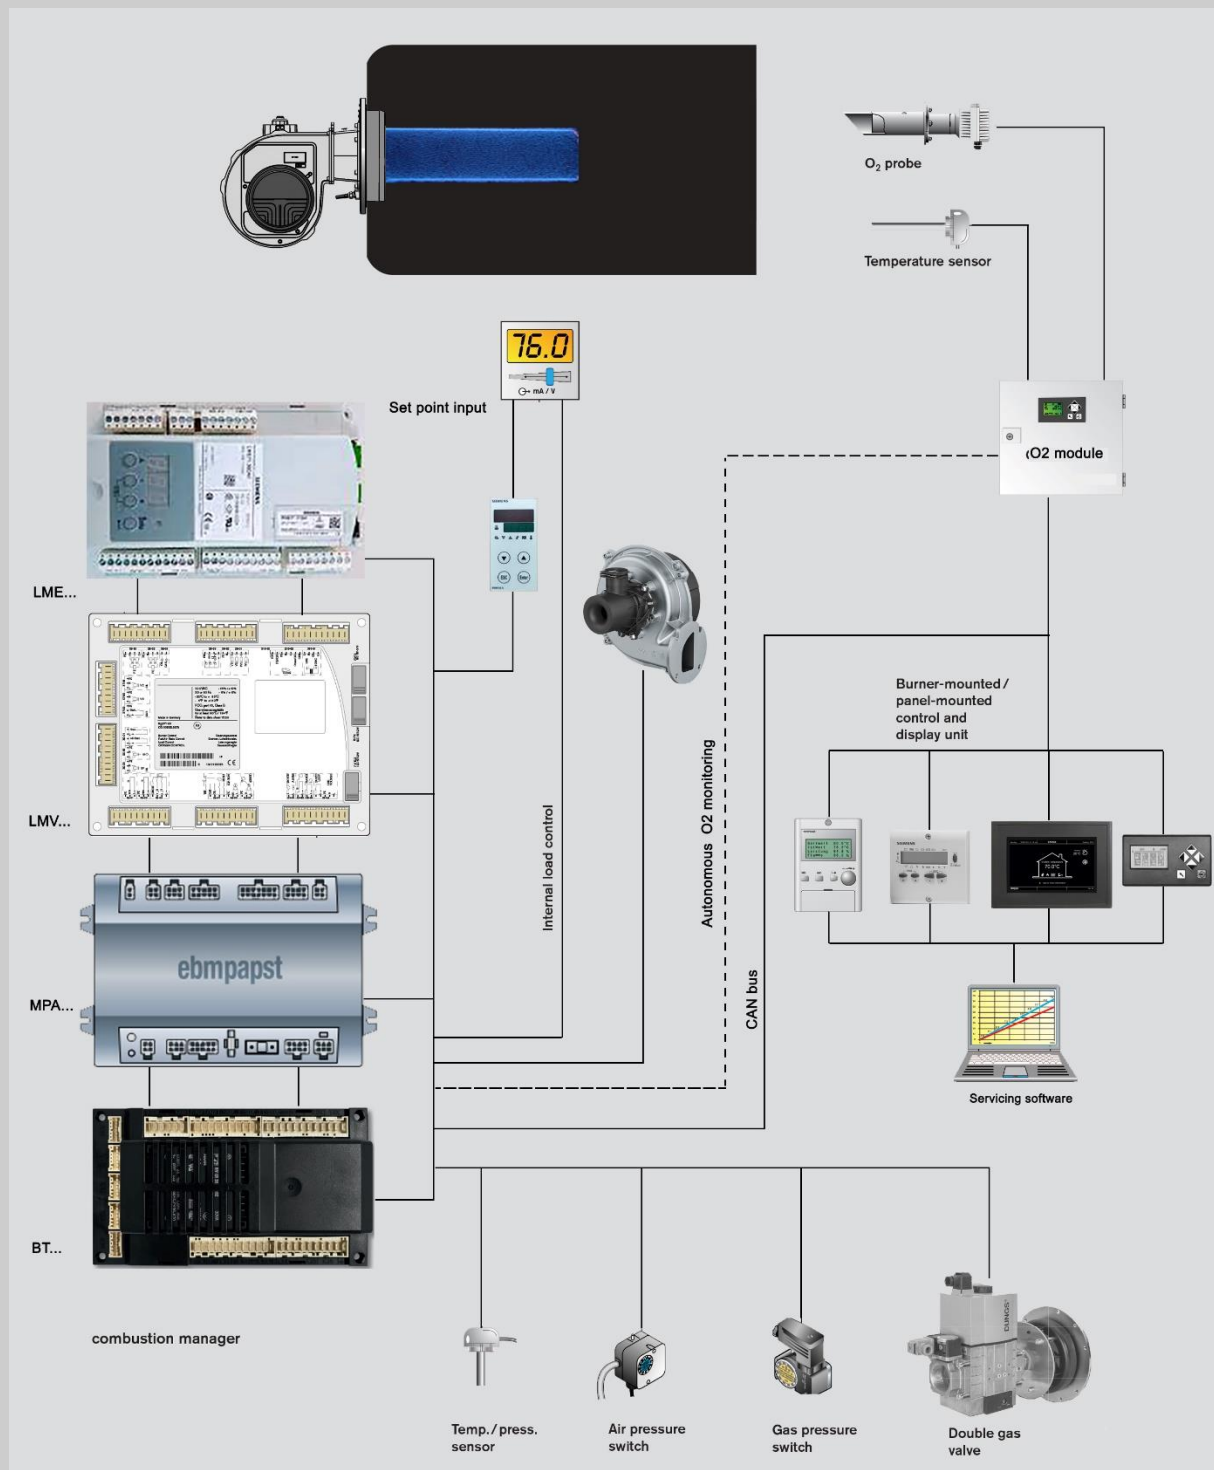 O₂ probe
Temperature sensor
76.0
mA / V
Set point input
O2 module
LME...
Burner-mounted /
panel-mounted
control and
display unit
LMV...
Internal load control
Autonomous O2 monitoring
CAN bus
ebmpapst
MPA...
Servicing software
BT...
DUNGS
combustion manager
Temp. / press.
sensor
Air pressure
switch
Gas pressure
switch
Double gas
valve